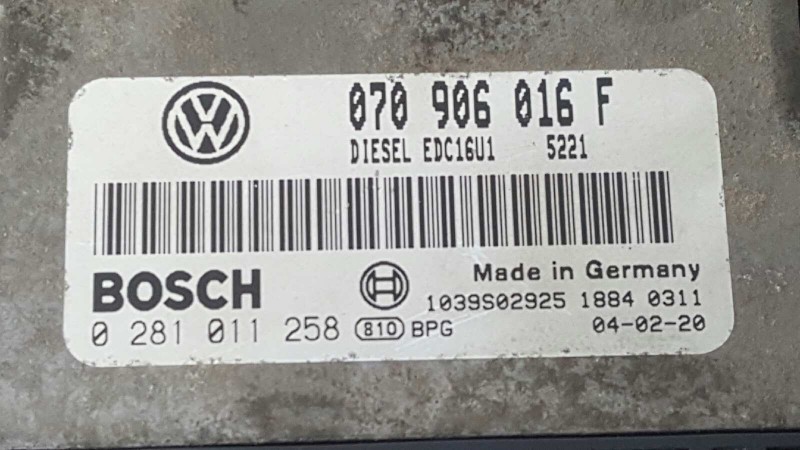 070 906 016 F
DIESEL EDC16U1 5221
BOSCH
Made in Germany
1039S02925 1884 0311
0 281 011 258 810 BPG 04-02-20